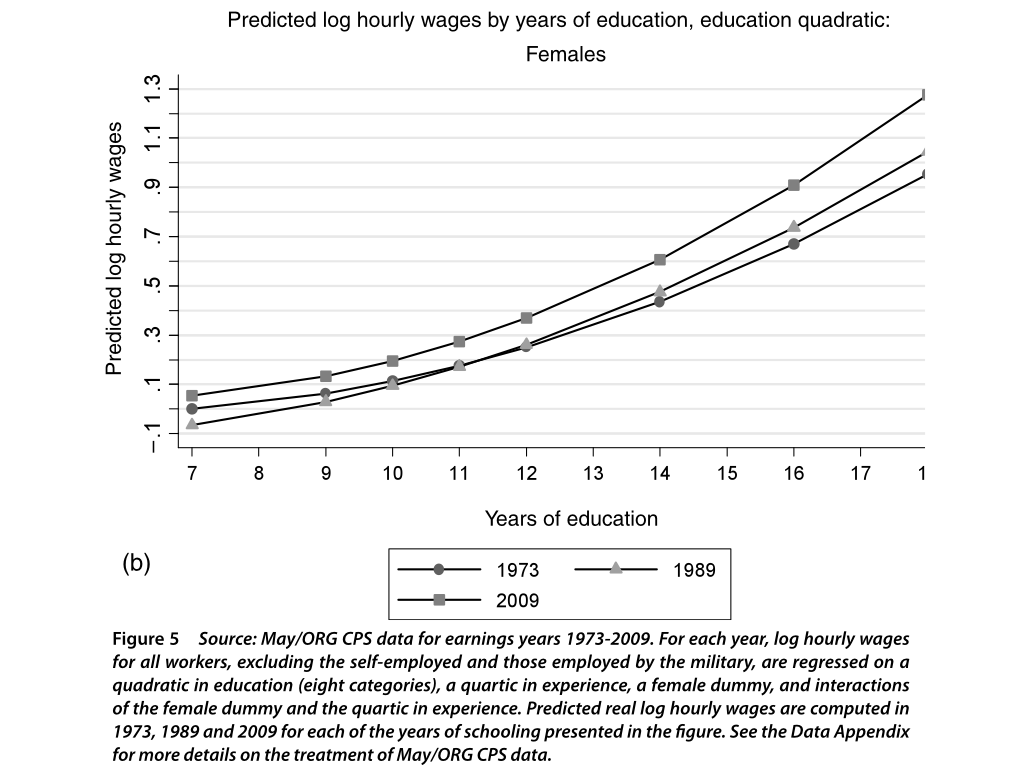 Predicted log hourly wages by years of education, education quadratic:
Females
Predicted log hourly wages
1.3
1.1
.9
.7
.5
.3
.1
−.1
7 8 9 10 11 12 13 14 15 16 17 1
Years of education
(b)
1973 1989
2009
Figure 5 Source: May/ORG CPS data for earnings years 1973-2009. For each year, log hourly wages
for all workers, excluding the self-employed and those employed by the military, are regressed on a
quadratic in education (eight categories), a quartic in experience, a female dummy, and interactions
of the female dummy and the quartic in experience. Predicted real log hourly wages are computed in
1973, 1989 and 2009 for each of the years of schooling presented in the figure. See the Data Appendix
for more details on the treatment of May/ORG CPS data.